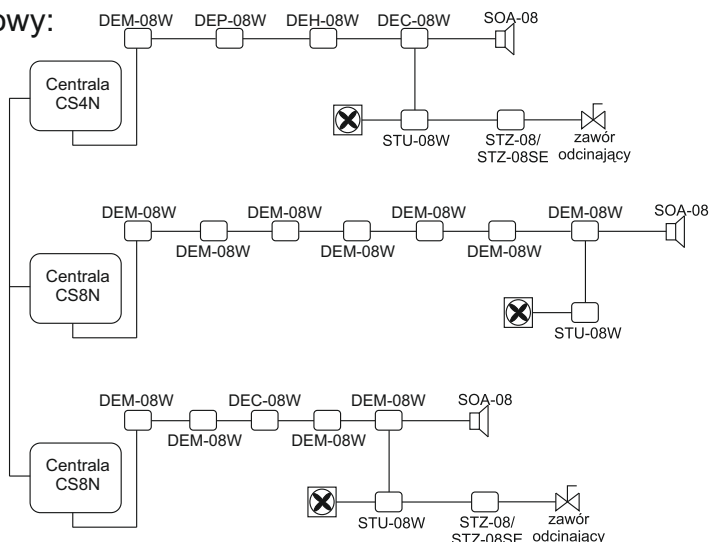 owy:
DEM-08W DEP-08W DEH-08W DEC-08W SOA-08
Centrala
CS4N
STU-08W STZ-08/ zawór
STZ-08SE odcinający
DEM-08W DEM-08W DEM-08W DEM-08W SOA-08
DEM-08W DEM-08W DEM-08W
Centrala
CS8N
STU-08W
DEM-08W DEC-08W DEM-08W SOA-08
DEM-08W DEM-08W
Centrala
CS8N
STU-08W STZ-08/ zawór
STZ-08SE odcinający